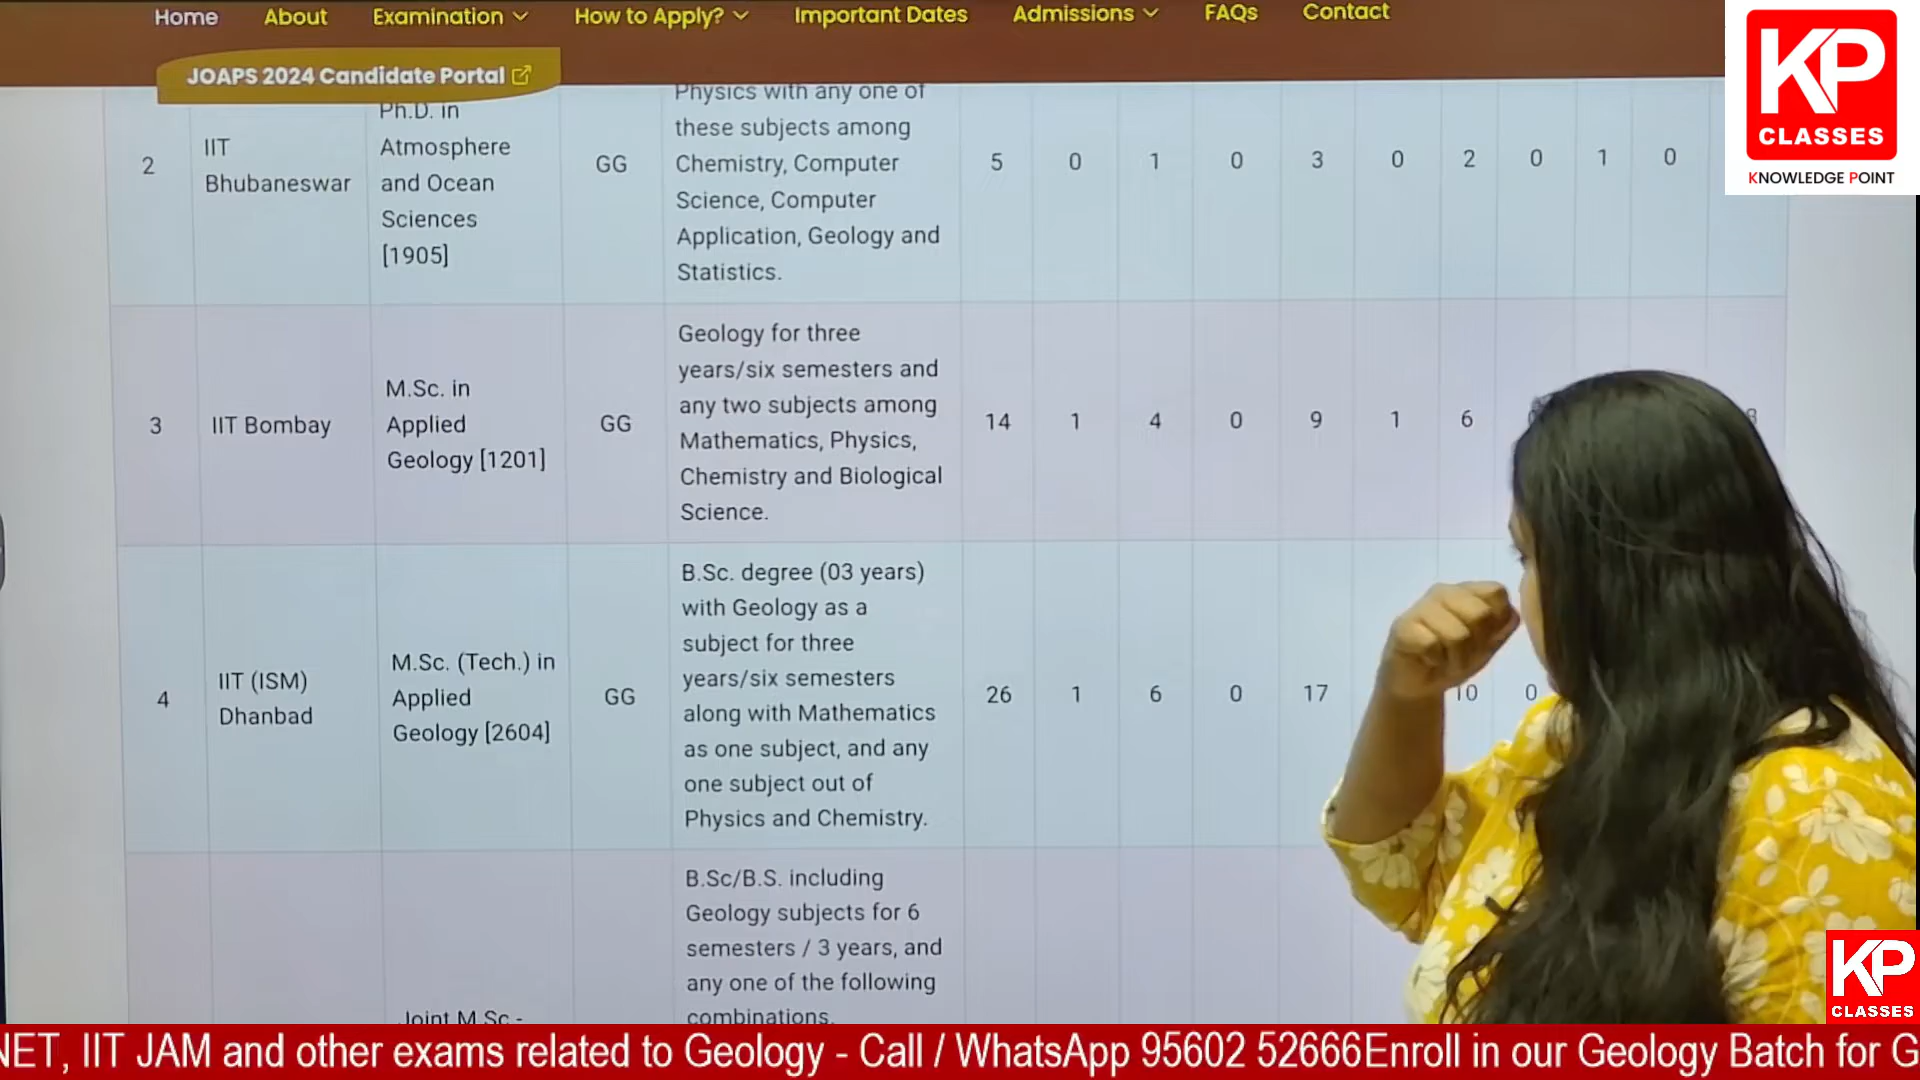 Home About Examination How to Apply? Important Dates Admissions FAQs Contact
JOAPS 2024 Candidate Portal
KP
CLASSES
KNOWLEDGE POINT
2
IIT
Bhubaneswar
Ph.D. in
Atmosphere
and Ocean
Sciences
[1905]
GG
Physics with any one of
these subjects among
Chemistry, Computer
Science, Computer
Application, Geology and
Statistics.
5 0 1 0 3 0 2 0 1 0
3
IIT Bombay
M.Sc. in
Applied
Geology [1201]
GG
Geology for three
years/six semesters and
any two subjects among
Mathematics, Physics,
Chemistry and Biological
Science.
14 1 4 0 9 1 6
4
IIT (ISM)
Dhanbad
M.Sc. (Tech.) in
Applied
Geology [2604]
GG
B.Sc. degree (03 years)
with Geology as a
subject for three
years/six semesters
along with Mathematics
as one subject, and any
one subject out of
Physics and Chemistry.
26 1 6 0 17 10 0
Joint M.Sc.-
B.Sc/B.S. including
Geology subjects for 6
semesters / 3 years, and
any one of the following
combinations.
KP
CLASSES
NET, IIT JAM and other exams related to Geology - Call / WhatsApp 95602 52666Enroll in our Geology Batch for G